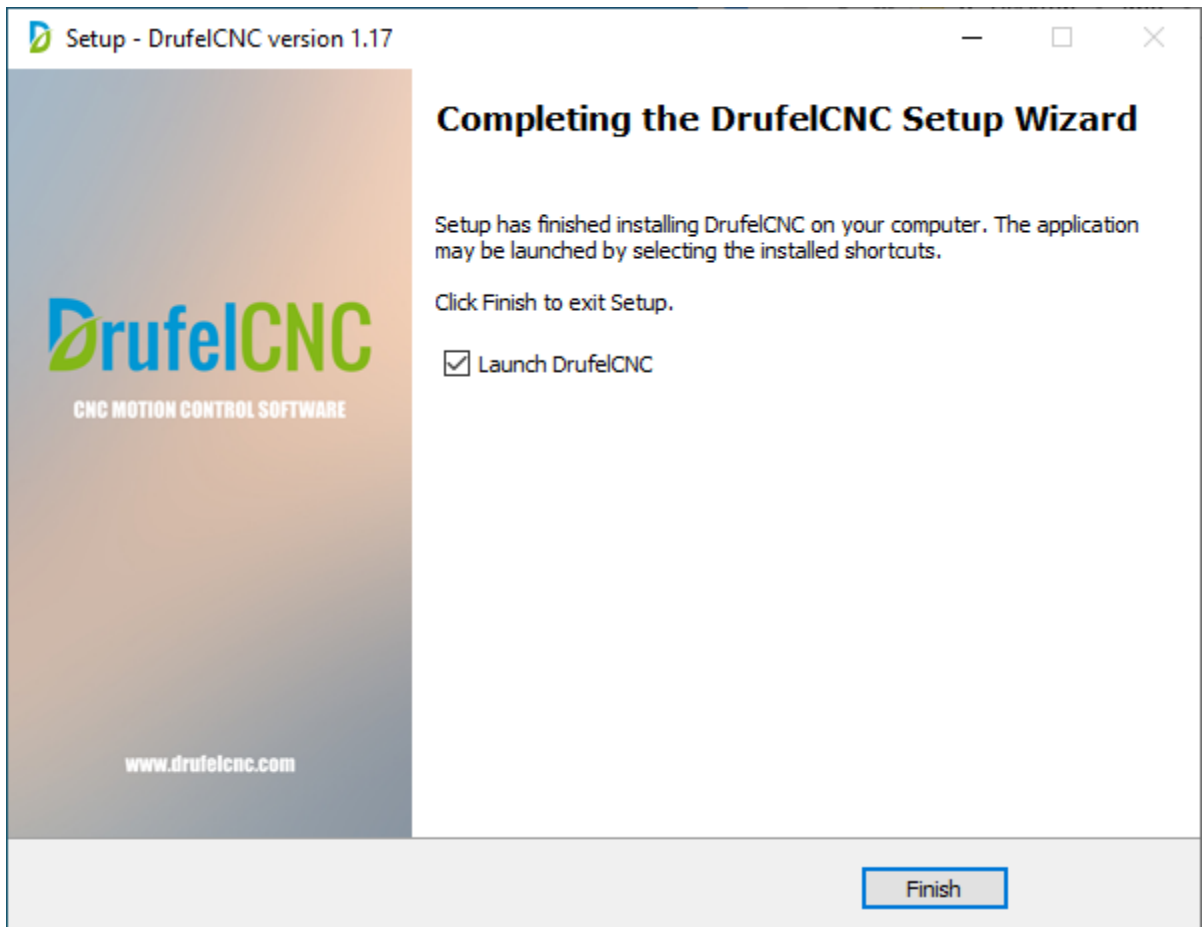 Setup - DrufelCNC version 1.17
Completing the DrufelCNC Setup Wizard
Setup has finished installing DrufelCNC on your computer. The application
may be launched by selecting the installed shortcuts.
Click Finish to exit Setup.
Launch DrufelCNC
DrufelCNC
CNC MOTION CONTROL SOFTWARE
www.drufelcnc.com
Finish